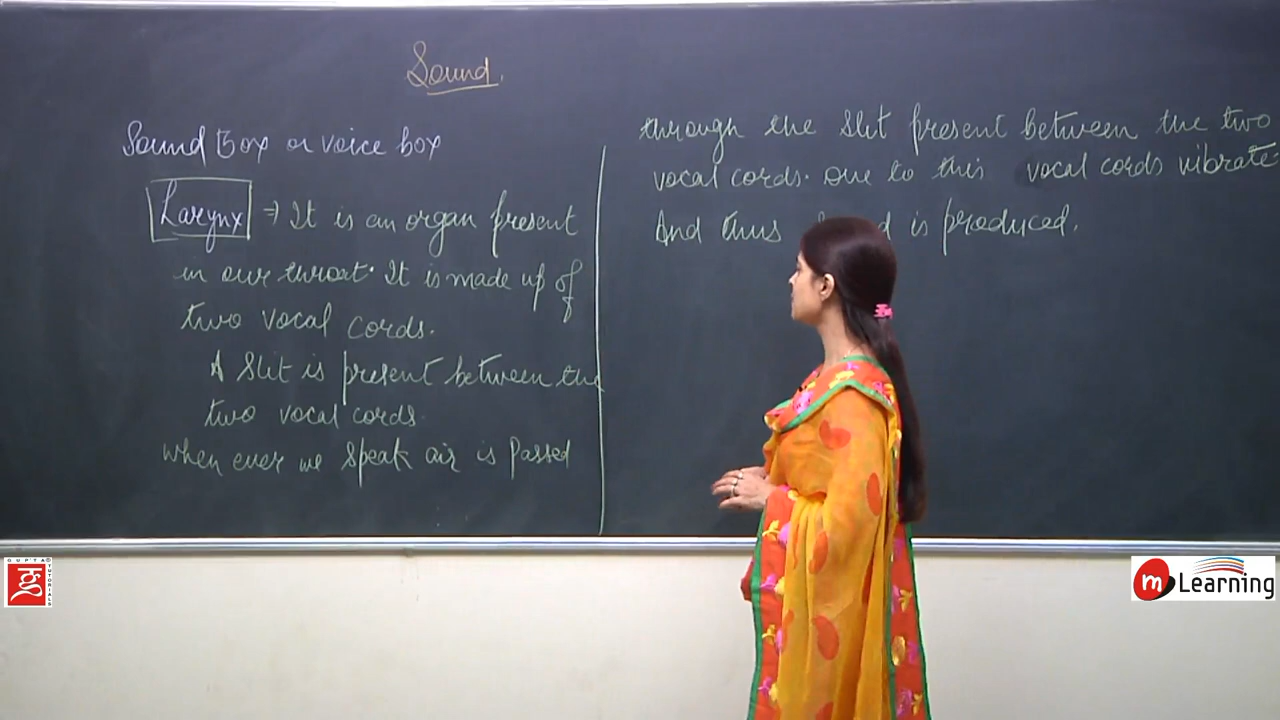 Sound.
Sound Box or voice box
Larynx ⇒ It is an organ present
in our throat. It is made up of
two vocal cords.
A slit is present between the
two vocal cords.
when ever we speak air is passed
through the slit present between the two
vocal cords. Due to this vocal cords vibrate.
And thus is produced.
GUPTA
TUTORIALS
m Learning